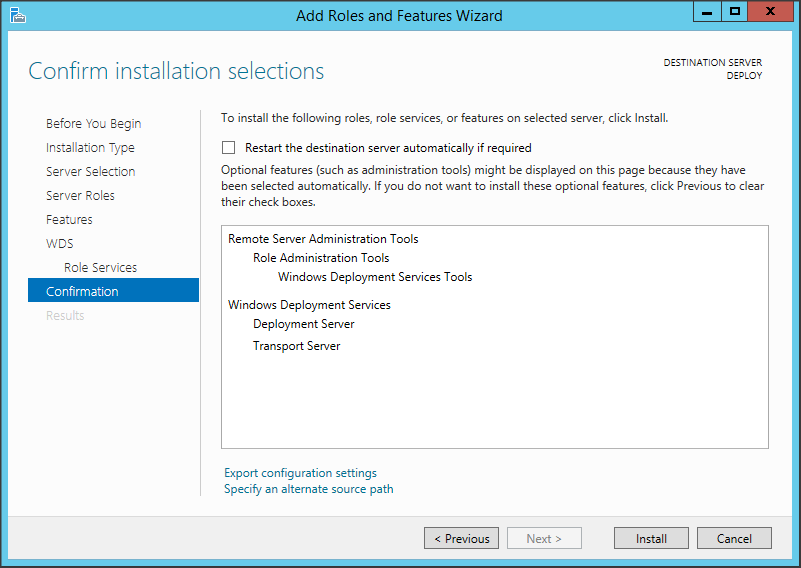 Add Roles and Features Wizard
Confirm installation selections
DESTINATION SERVER
DEPLOY
Before You Begin
Installation Type
Server Selection
Server Roles
Features
WDS
Role Services
Confirmation
Results
To install the following roles, role services, or features on selected server, click Install.
Restart the destination server automatically if required
Optional features (such as administration tools) might be displayed on this page because they have
been selected automatically. If you do not want to install these optional features, click Previous to clear
their check boxes.
Remote Server Administration Tools
Role Administration Tools
Windows Deployment Services Tools
Windows Deployment Services
Deployment Server
Transport Server
Export configuration settings
Specify an alternate source path
< Previous
Next >
Install
Cancel